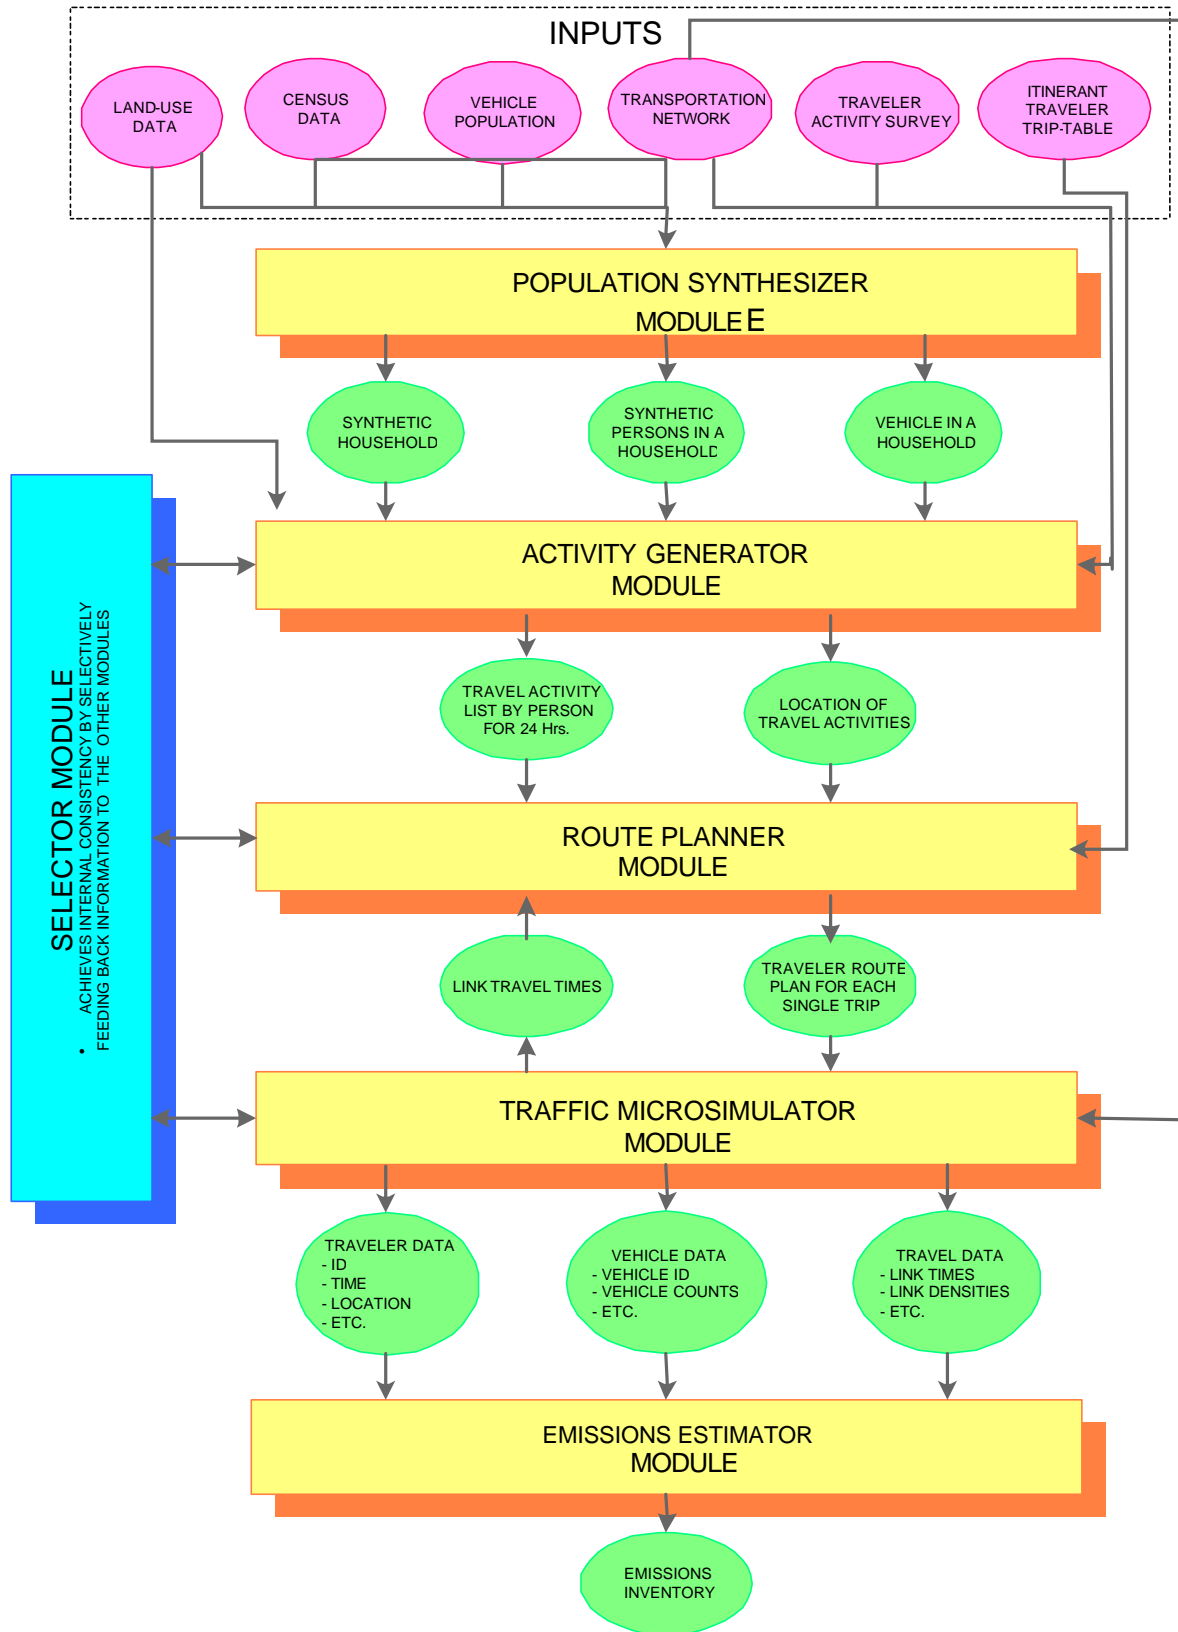 INPUTS
LAND-USE
DATA
CENSUS
DATA
VEHICLE
POPULATION
TRANSPORTATION
NETWORK
TRAVELER
ACTIVITY SURVEY
ITINERANT
TRAVELER
TRIP-TABLE
POPULATION SYNTHESIZER
MODULE E
SYNTHETIC
HOUSEHOLD
SYNTHETIC
PERSONS IN A
HOUSEHOLD
VEHICLE IN A
HOUSEHOLD
SELECTOR MODULE
• ACHIEVES INTERNAL CONSISTENCY BY SELECTIVELY
FEEDING BACK INFORMATION TO THE OTHER MODULES
ACTIVITY GENERATOR
MODULE
TRAVEL ACTIVITY
LIST BY PERSON
FOR 24 Hrs.
LOCATION OF
TRAVEL ACTIVITIES
ROUTE PLANNER
MODULE
LINK TRAVEL TIMES
TRAVELER ROUTE
PLAN FOR EACH
SINGLE TRIP
TRAFFIC MICROSIMULATOR
MODULE
TRAVELER DATA
- ID
- TIME
- LOCATION
- ETC.
VEHICLE DATA
- VEHICLE ID
- VEHICLE COUNTS
- ETC.
TRAVEL DATA
- LINK TIMES
- LINK DENSITIES
- ETC.
EMISSIONS ESTIMATOR
MODULE
EMISSIONS
INVENTORY